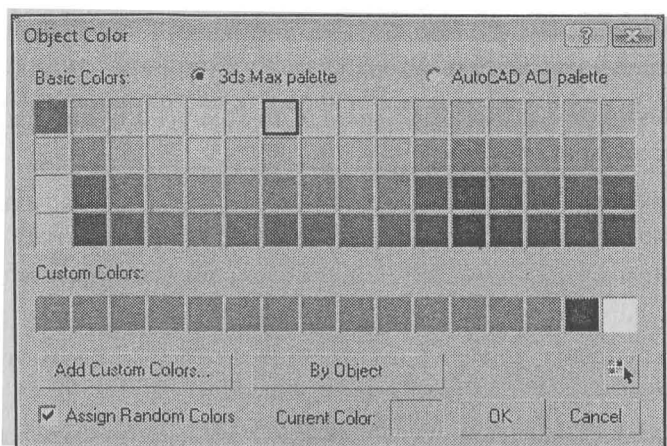 Object Color
Basic Colors: 3ds Max palette AutoCAD ACI palette
Custom Colors:
Add Custom Colors... By Object
Assign Random Colors Current Color: OK Cancel